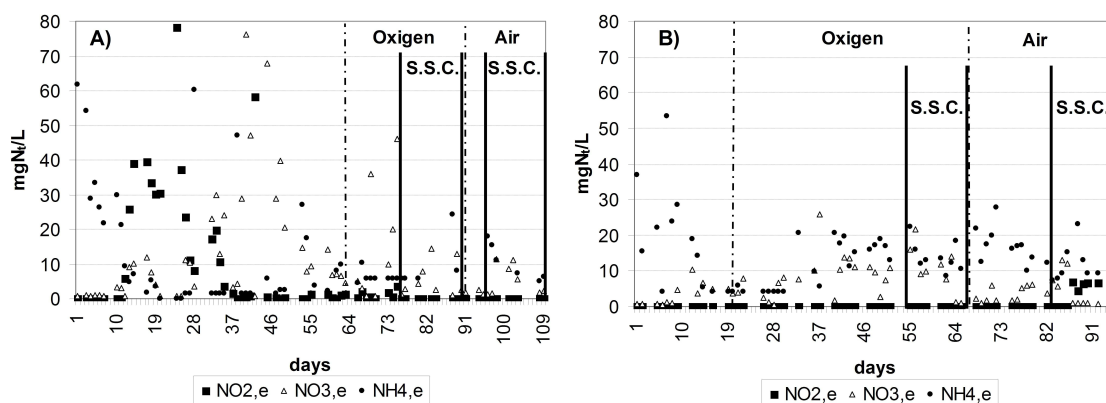 A)
Oxigen
Air
S.S.C.
S.S.C.
80
70
60
50
40
30
20
10
0
mgNt/L
1
10
19
28
37
46
55
64
73
82
91
100
109
days
NO2,e NO3,e NH4,e
B)
Oxigen
Air
S.S.C.
S.S.C.
80
70
60
50
40
30
20
10
0
mgNt/L
1
10
19
28
37
46
55
64
73
82
91
days
NO2,e NO3,e NH4,e